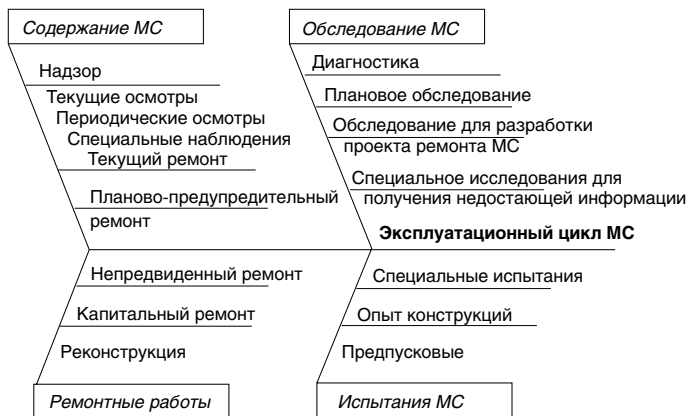 Содержание МС
Надзор
Текущие осмотры
Периодические осмотры
Специальные наблюдения
Текущий ремонт
Планово-предупредительный
ремонт
Обследование МС
Диагностика
Плановое обследование
Обследование для разработки
проекта ремонта МС
Специальное исследования для
получения недостающей информации
Эксплуатационный цикл МС
Непредвиденный ремонт
Капитальный ремонт
Реконструкция
Ремонтные работы
Специальные испытания
Опыт конструкций
Предпусковые
Испытания МС